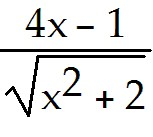 4x − 1
√x² + 2